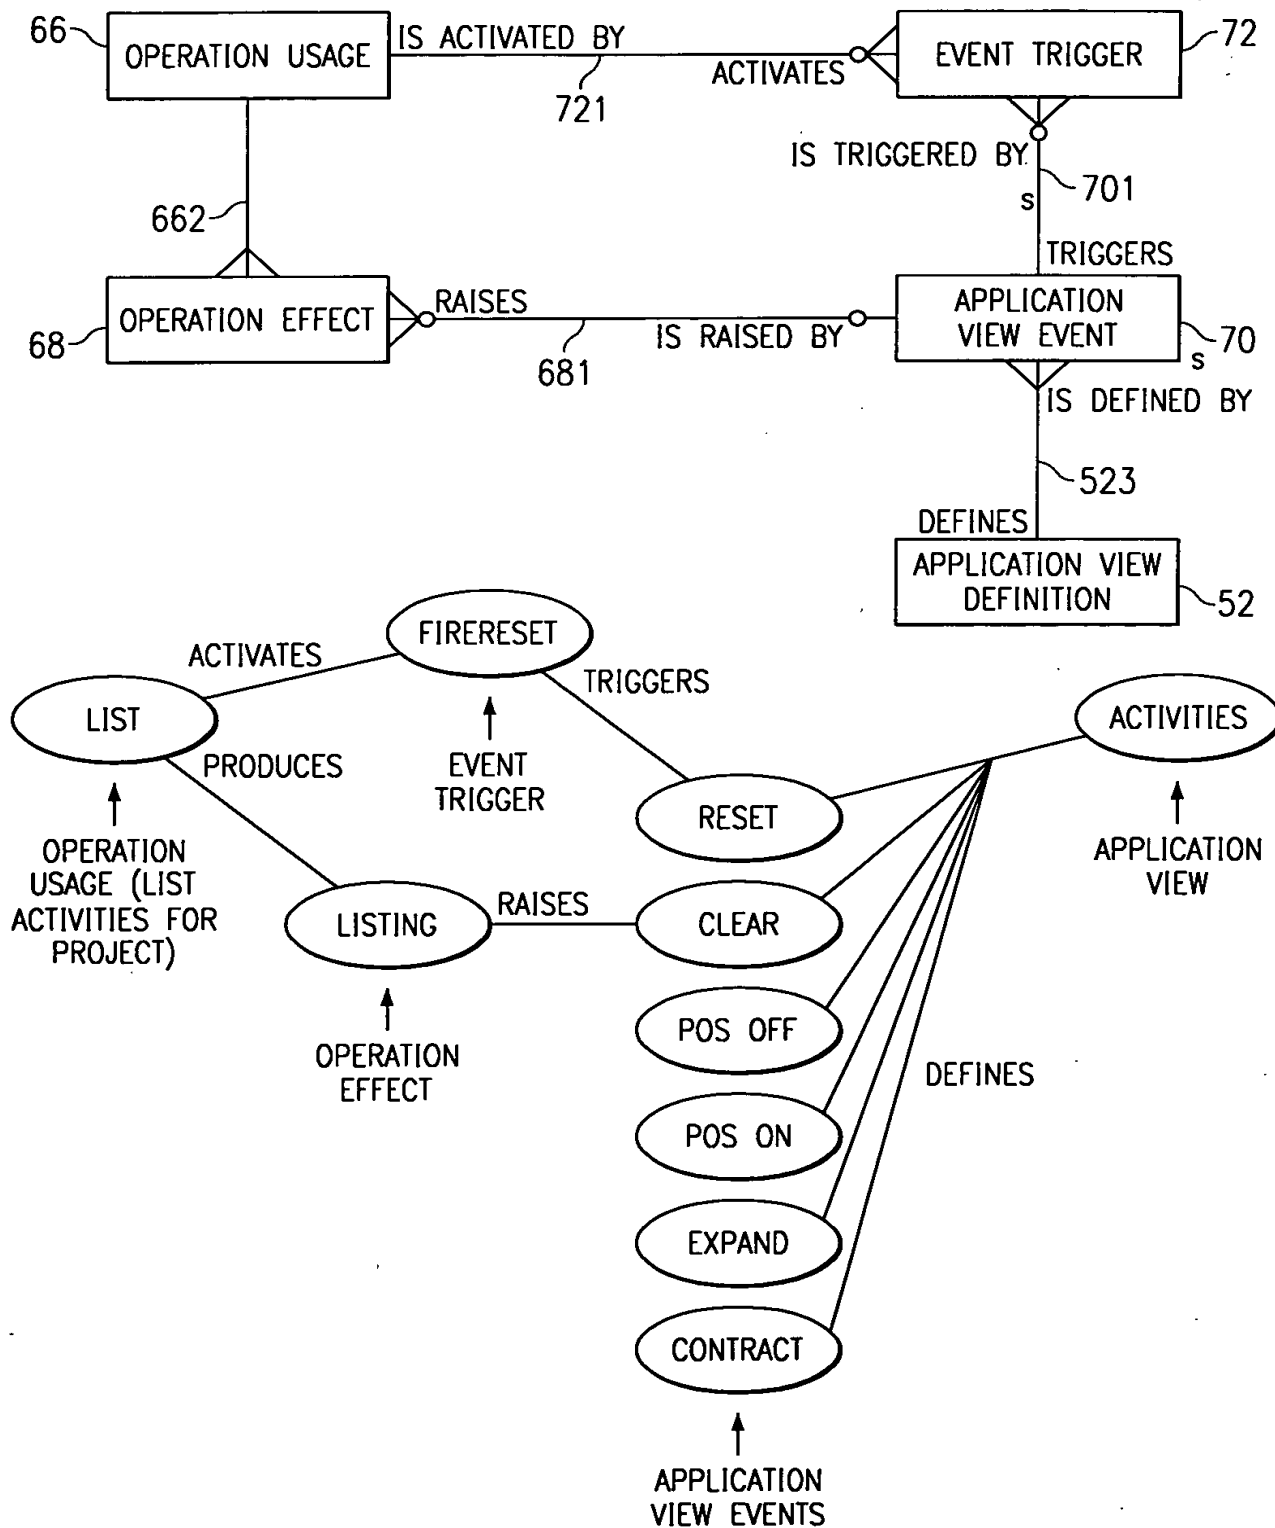 66
OPERATION USAGE
IS ACTIVATED BY
721
ACTIVATES
EVENT TRIGGER
72
IS TRIGGERED BY
701
s
662
TRIGGERS
OPERATION EFFECT
68
RAISES
681
IS RAISED BY
APPLICATION
VIEW EVENT
70
s
IS DEFINED BY
523
DEFINES
APPLICATION VIEW
DEFINITION
52
FIRERESET
ACTIVATES
TRIGGERS
LIST
ACTIVITIES
PRODUCES
EVENT
TRIGGER
RESET
OPERATION
USAGE (LIST
ACTIVITIES FOR
PROJECT)
APPLICATION
VIEW
LISTING
RAISES
CLEAR
POS OFF
OPERATION
EFFECT
DEFINES
POS ON
EXPAND
CONTRACT
APPLICATION
VIEW EVENTS